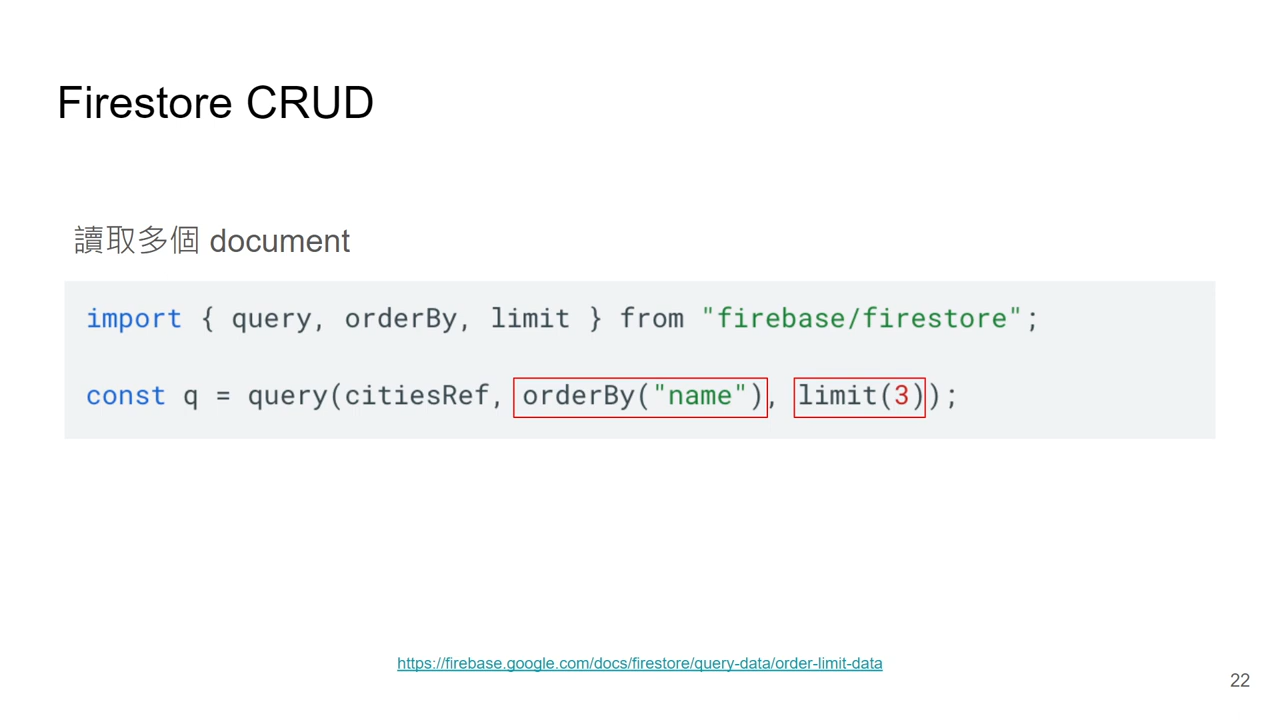 Firestore CRUD
讀取多個 document
import { query, orderBy, limit } from "firebase/firestore";
const q = query(citiesRef, orderBy("name"), limit(3));
https://firebase.google.com/docs/firestore/query-data/order-limit-data
22